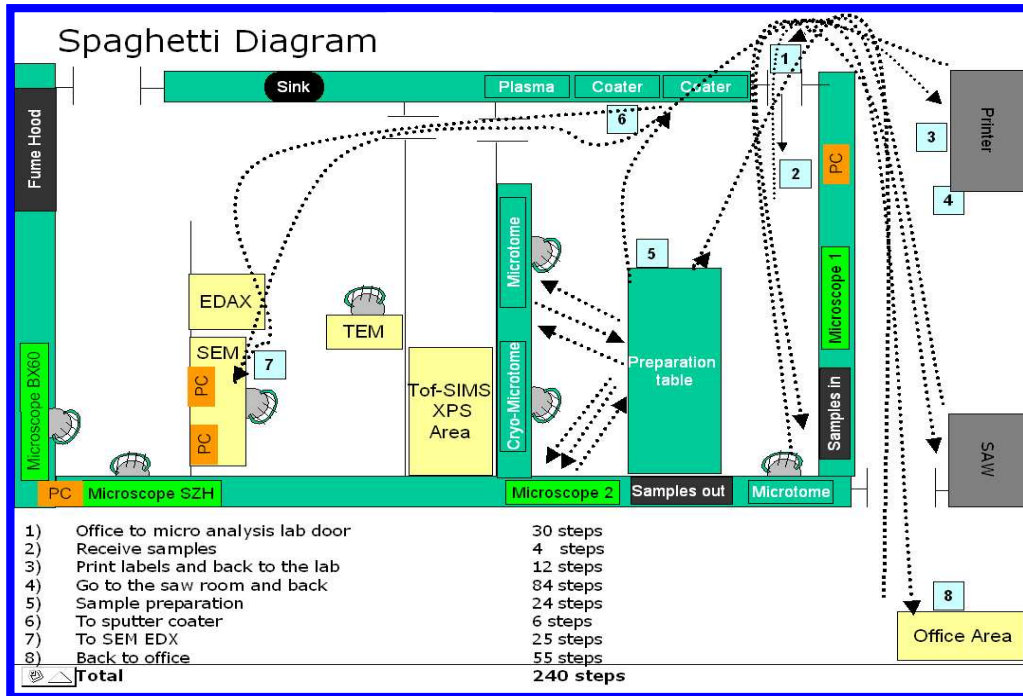 Spaghetti Diagram
1
Sink
Plasma
Coater
Coater
6
Fume Hood
PC
2
3
Printer
4
Microtome
5
Microscope 1
EDAX
TEM
SEM
7
PC
PC
Microscope BX60
Tof-SIMS
XPS
Area
Cryo-Microtome
Preparation
table
Samples in
SAW
PC
Microscope SZH
Microscope 2
Samples out
Microtome
1) Office to micro analysis lab door 30 steps
2) Receive samples 4 steps
3) Print labels and back to the lab 12 steps
4) Go to the saw room and back 84 steps
5) Sample preparation 24 steps
6) To sputter coater 6 steps
7) To SEM EDX 25 steps
8) Back to office 55 steps
Total 240 steps
8
Office Area